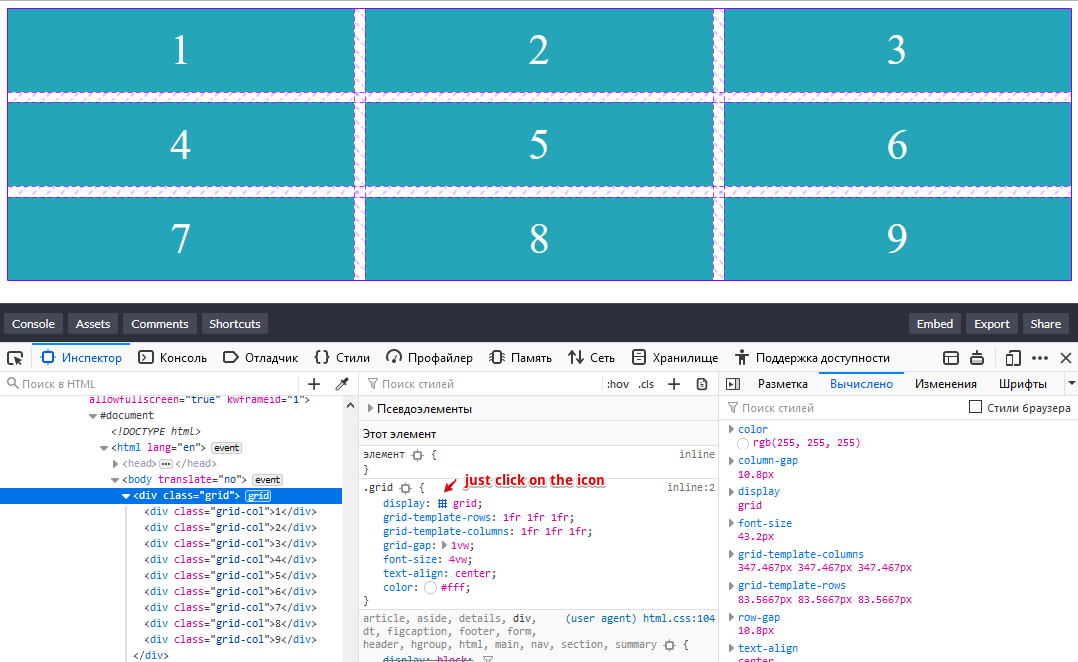 1 2 3
4 5 6
7 8 9
Console Assets Comments Shortcuts Embed Export Share
Инспектор Консоль Отладчик Стили Профайлер Память Сеть Хранилище Поддержка доступности
Поиск в HTML
allowfullscreen="true" kwframeid="1">
#document
<!DOCTYPE html>
<html lang="en"> event
<head> ••• </head>
<body translate="no"> event
<div class="grid"> grid
<div class="grid-col">1</div>
<div class="grid-col">2</div>
<div class="grid-col">3</div>
<div class="grid-col">4</div>
<div class="grid-col">5</div>
<div class="grid-col">6</div>
<div class="grid-col">7</div>
<div class="grid-col">8</div>
<div class="grid-col">9</div>
</div>
Поиск стилей :hov .cls
Псевдоэлементы
Этот элемент
элемент { inline
}
just click on the icon
.grid { inline:2
display: grid;
grid-template-rows: 1fr 1fr 1fr;
grid-template-columns: 1fr 1fr 1fr;
grid-gap: 1vw;
font-size: 4vw;
text-align: center;
color: #fff;
}
article, aside, details, div, (user agent) html.css:104
dt, figcaption, footer, form,
header, hgroup, html, main, nav, section, summary {
display: block;
Разметка Вычислено Изменения Шрифты
Поиск стилей Стили браузера
color
rgb(255, 255, 255)
column-gap
10.8px
display
grid
font-size
43.2px
grid-template-columns
347.467px 347.467px 347.467px
grid-template-rows
83.5667px 83.5667px 83.5667px
row-gap
10.8px
text-align
center